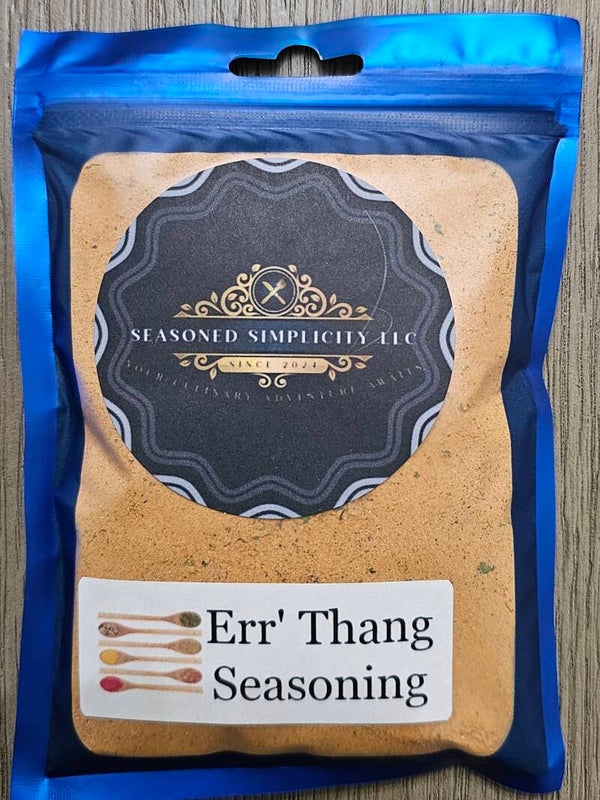 SEASONED SIMPLICITY LLC
SINCE 2024
YOUR CULINARY ADVENTURE AWAITS
Err' Thang
Seasoning